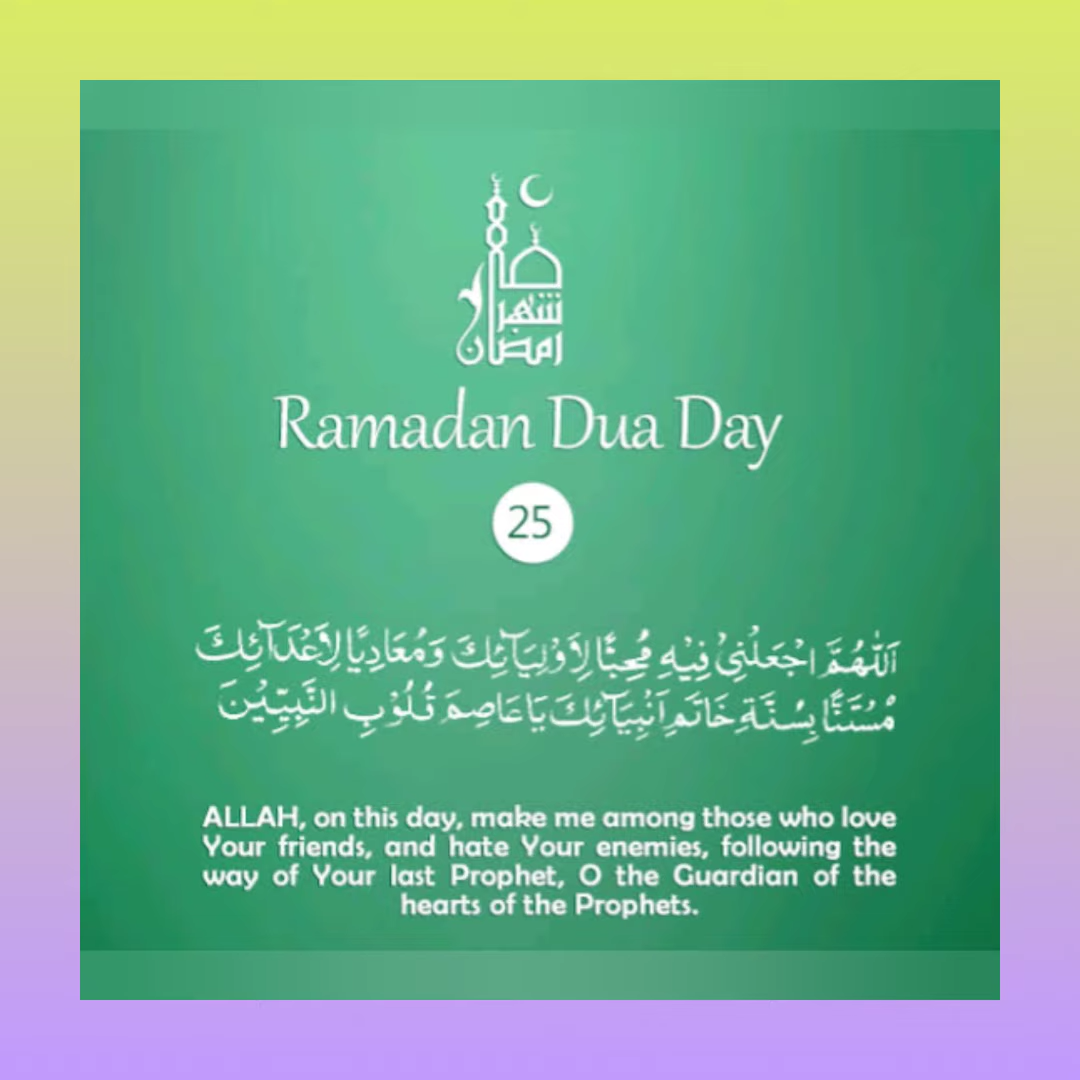 شهر
رمضان
Ramadan Dua Day
25
اَللّٰهُمَّ اجْعَلْنِيْ فِيْهِ مُحِبًّا لِاَوْلِيَآئِكَ وَمُعَادِيًا لِاَعْدَآئِكَ
مُسْتَنًّا بِسُنَّةِ خَاتَمِ اَنْبِيَآئِكَ يَا عَاصِمَ قُلُوْبِ النَّبِيِّيْنَ
ALLAH, on this day, make me among those who love
Your friends, and hate Your enemies, following the
way of Your last Prophet, O the Guardian of the
hearts of the Prophets.